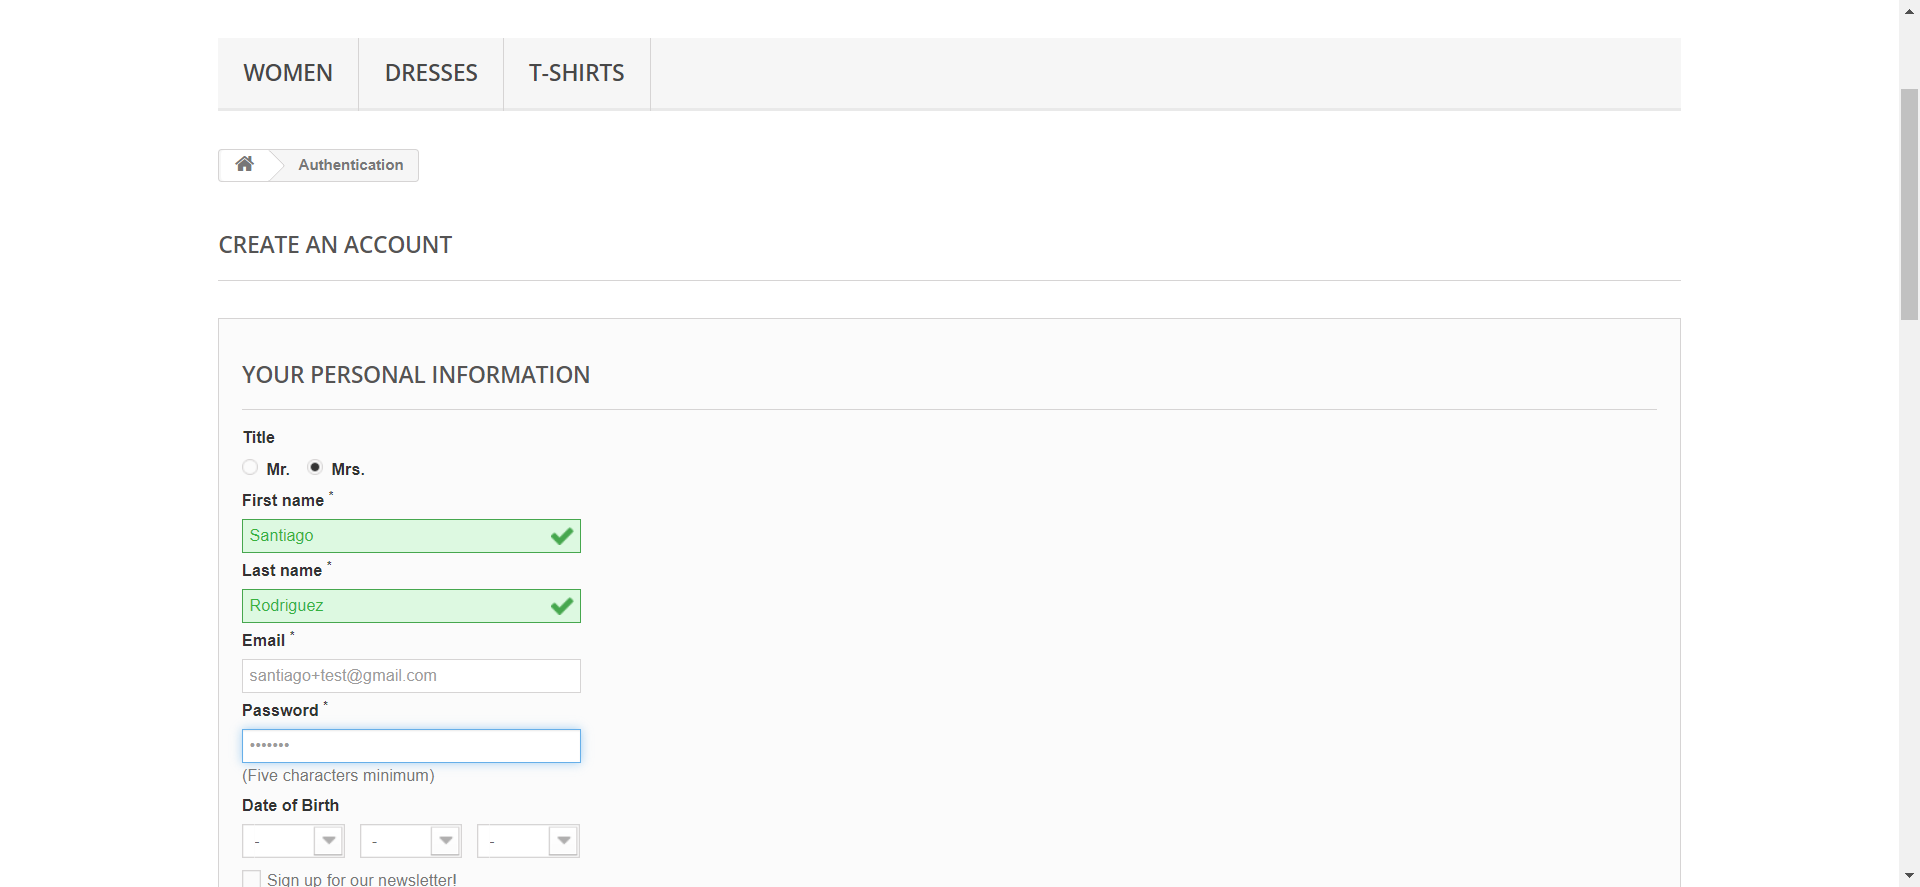 WOMEN DRESSES T-SHIRTS
Authentication
CREATE AN ACCOUNT
YOUR PERSONAL INFORMATION
Title
Mr. Mrs.
First name *
Santiago
Last name *
Rodriguez
Email *
santiago+test@gmail.com
Password *
•••••••
(Five characters minimum)
Date of Birth
- - -
Sign up for our newsletter!